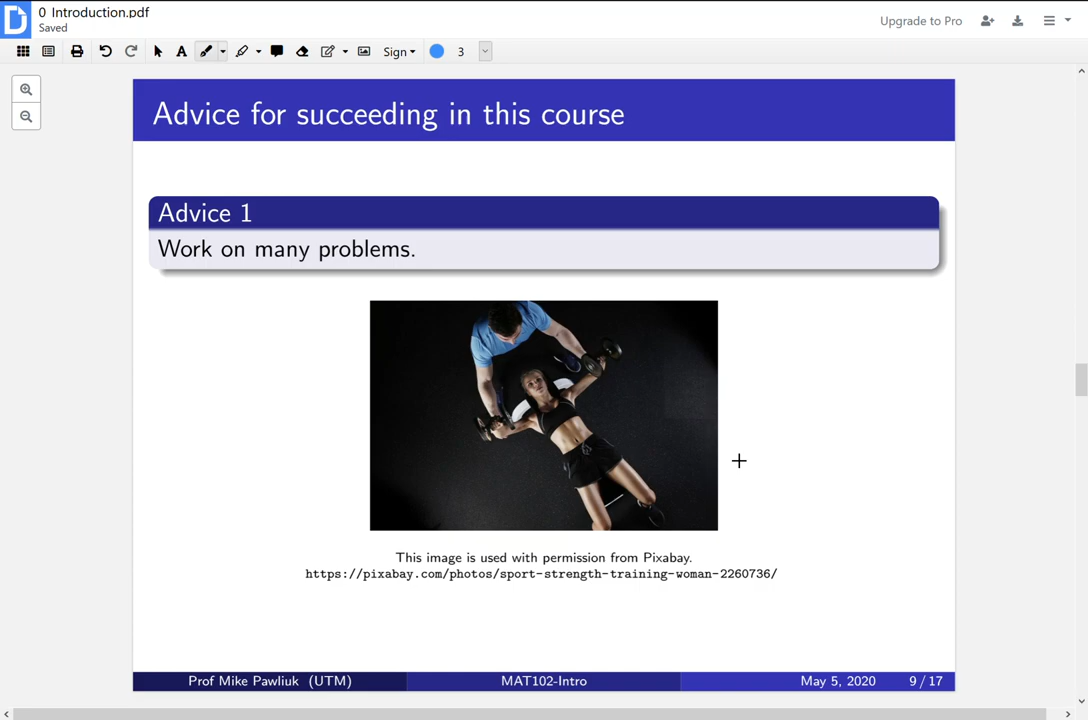 0 Introduction.pdf
Saved
Upgrade to Pro
A
Sign
3
Advice for succeeding in this course
Advice 1
Work on many problems.
This image is used with permission from Pixabay.
https://pixabay.com/photos/sport-strength-training-woman-2260736/
Prof Mike Pawliuk (UTM)
MAT102-Intro
May 5, 2020
9 / 17